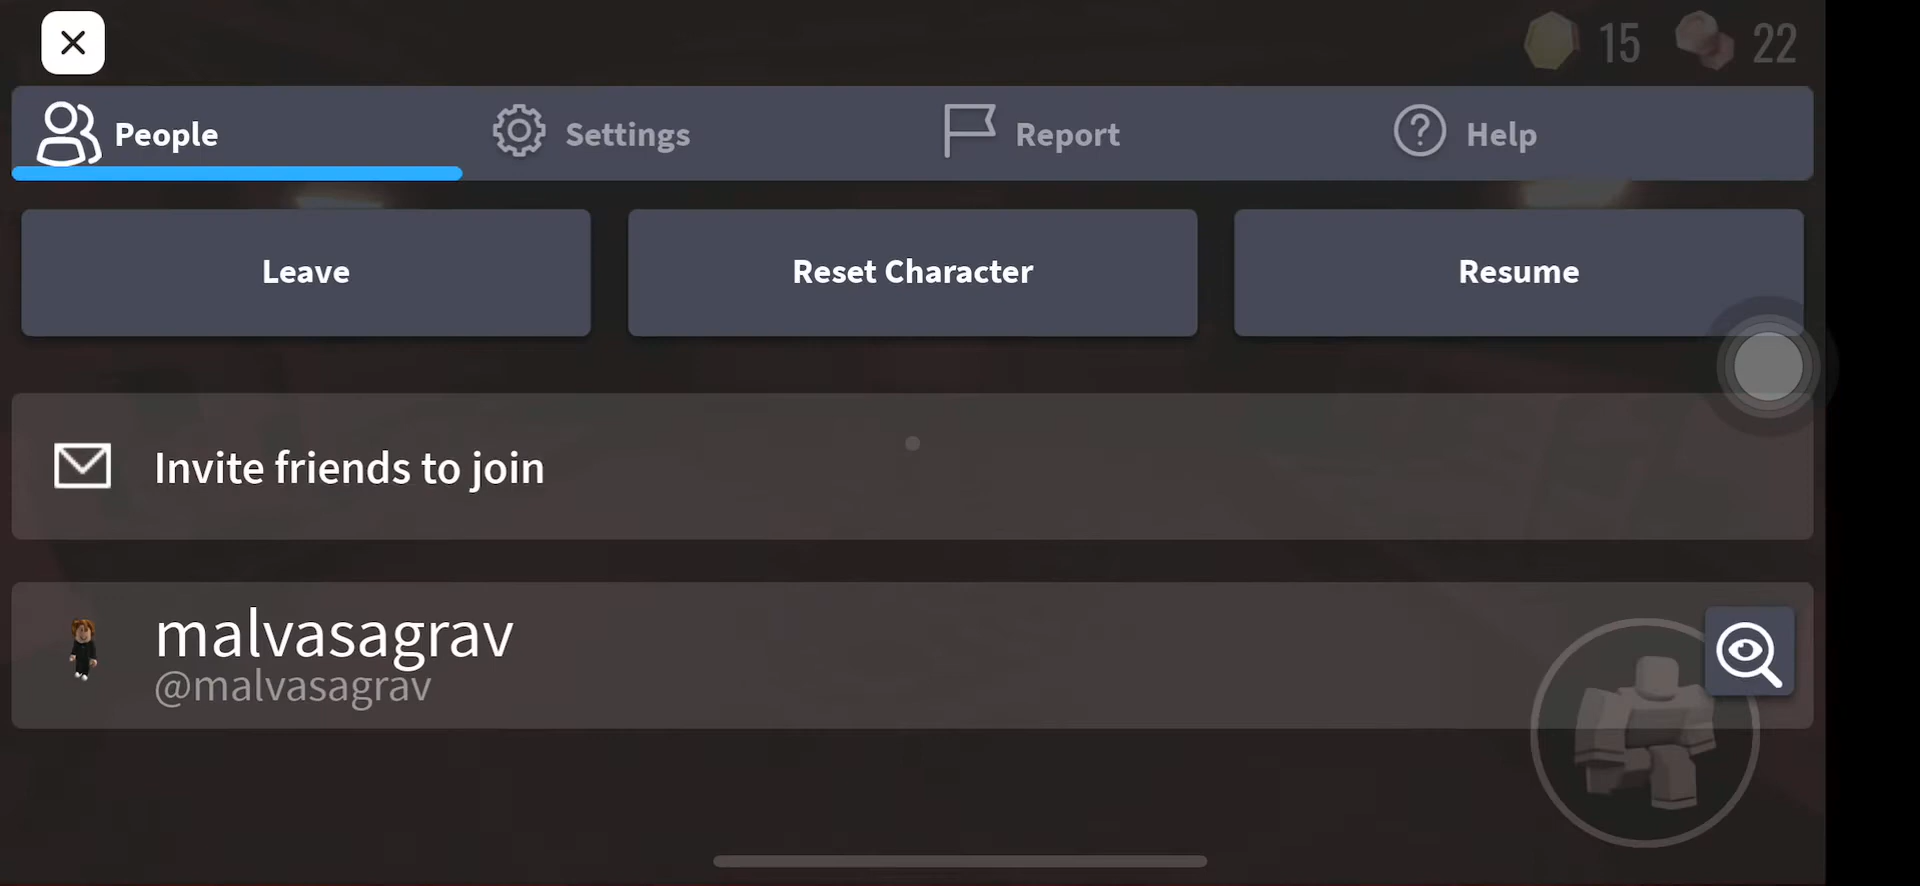 15 22
People Settings Report Help
Leave Reset Character Resume
Invite friends to join
malvasagrav
@malvasagrav